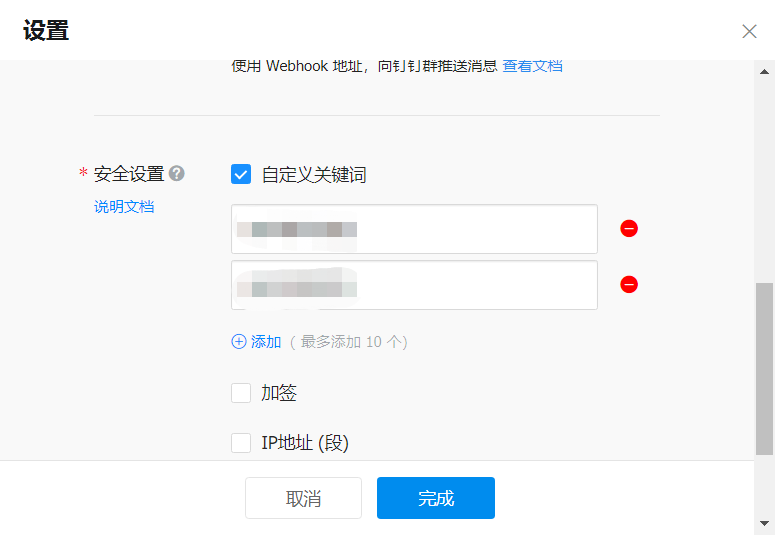 设置
使用 Webhook 地址，向钉钉群推送消息 查看文档
* 安全设置 ? 自定义关键词
说明文档
添加 ( 最多添加 10 个)
加签
IP地址 (段)
取消 完成